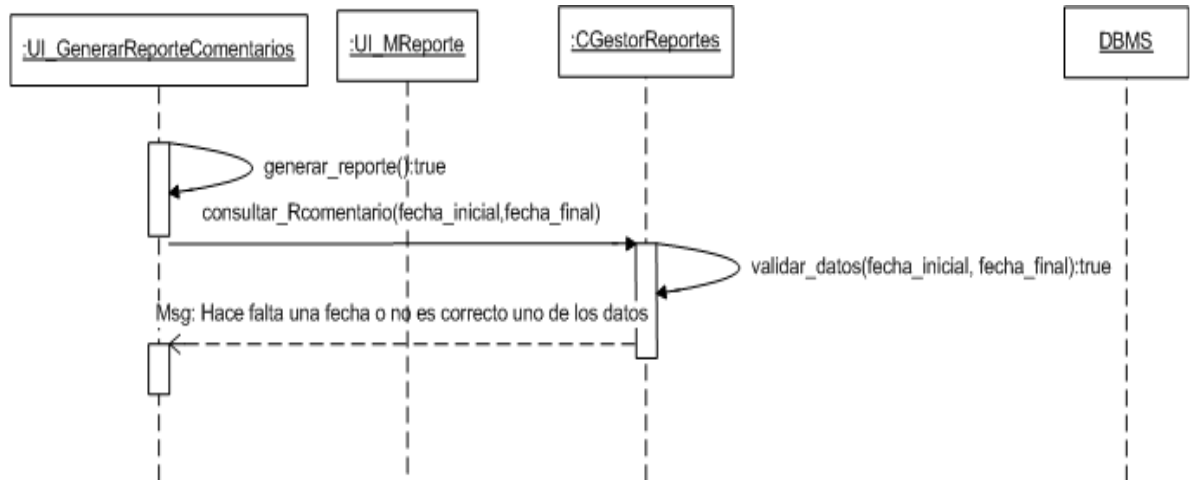 :UI_GenerarReporteComentarios
:UI_MReporte
:CGestorReportes
DBMS
generar_reporte():true
consultar_Rcomentario(fecha_inicial,fecha_final)
validar_datos(fecha_inicial, fecha_final):true
Msg: Hace falta una fecha o no es correcto uno de los datos